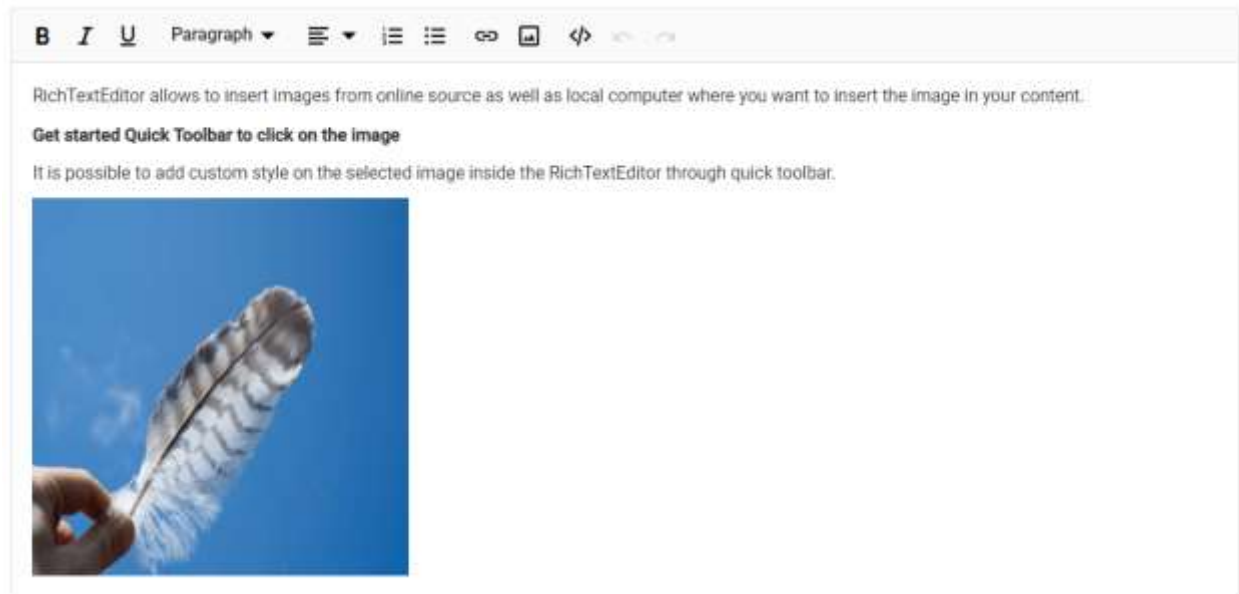 B I U Paragraph
RichTextEditor allows to insert images from online source as well as local computer where you want to insert the image in your content.
Get started Quick Toolbar to click on the image
It is possible to add custom style on the selected image inside the RichTextEditor through quick toolbar.